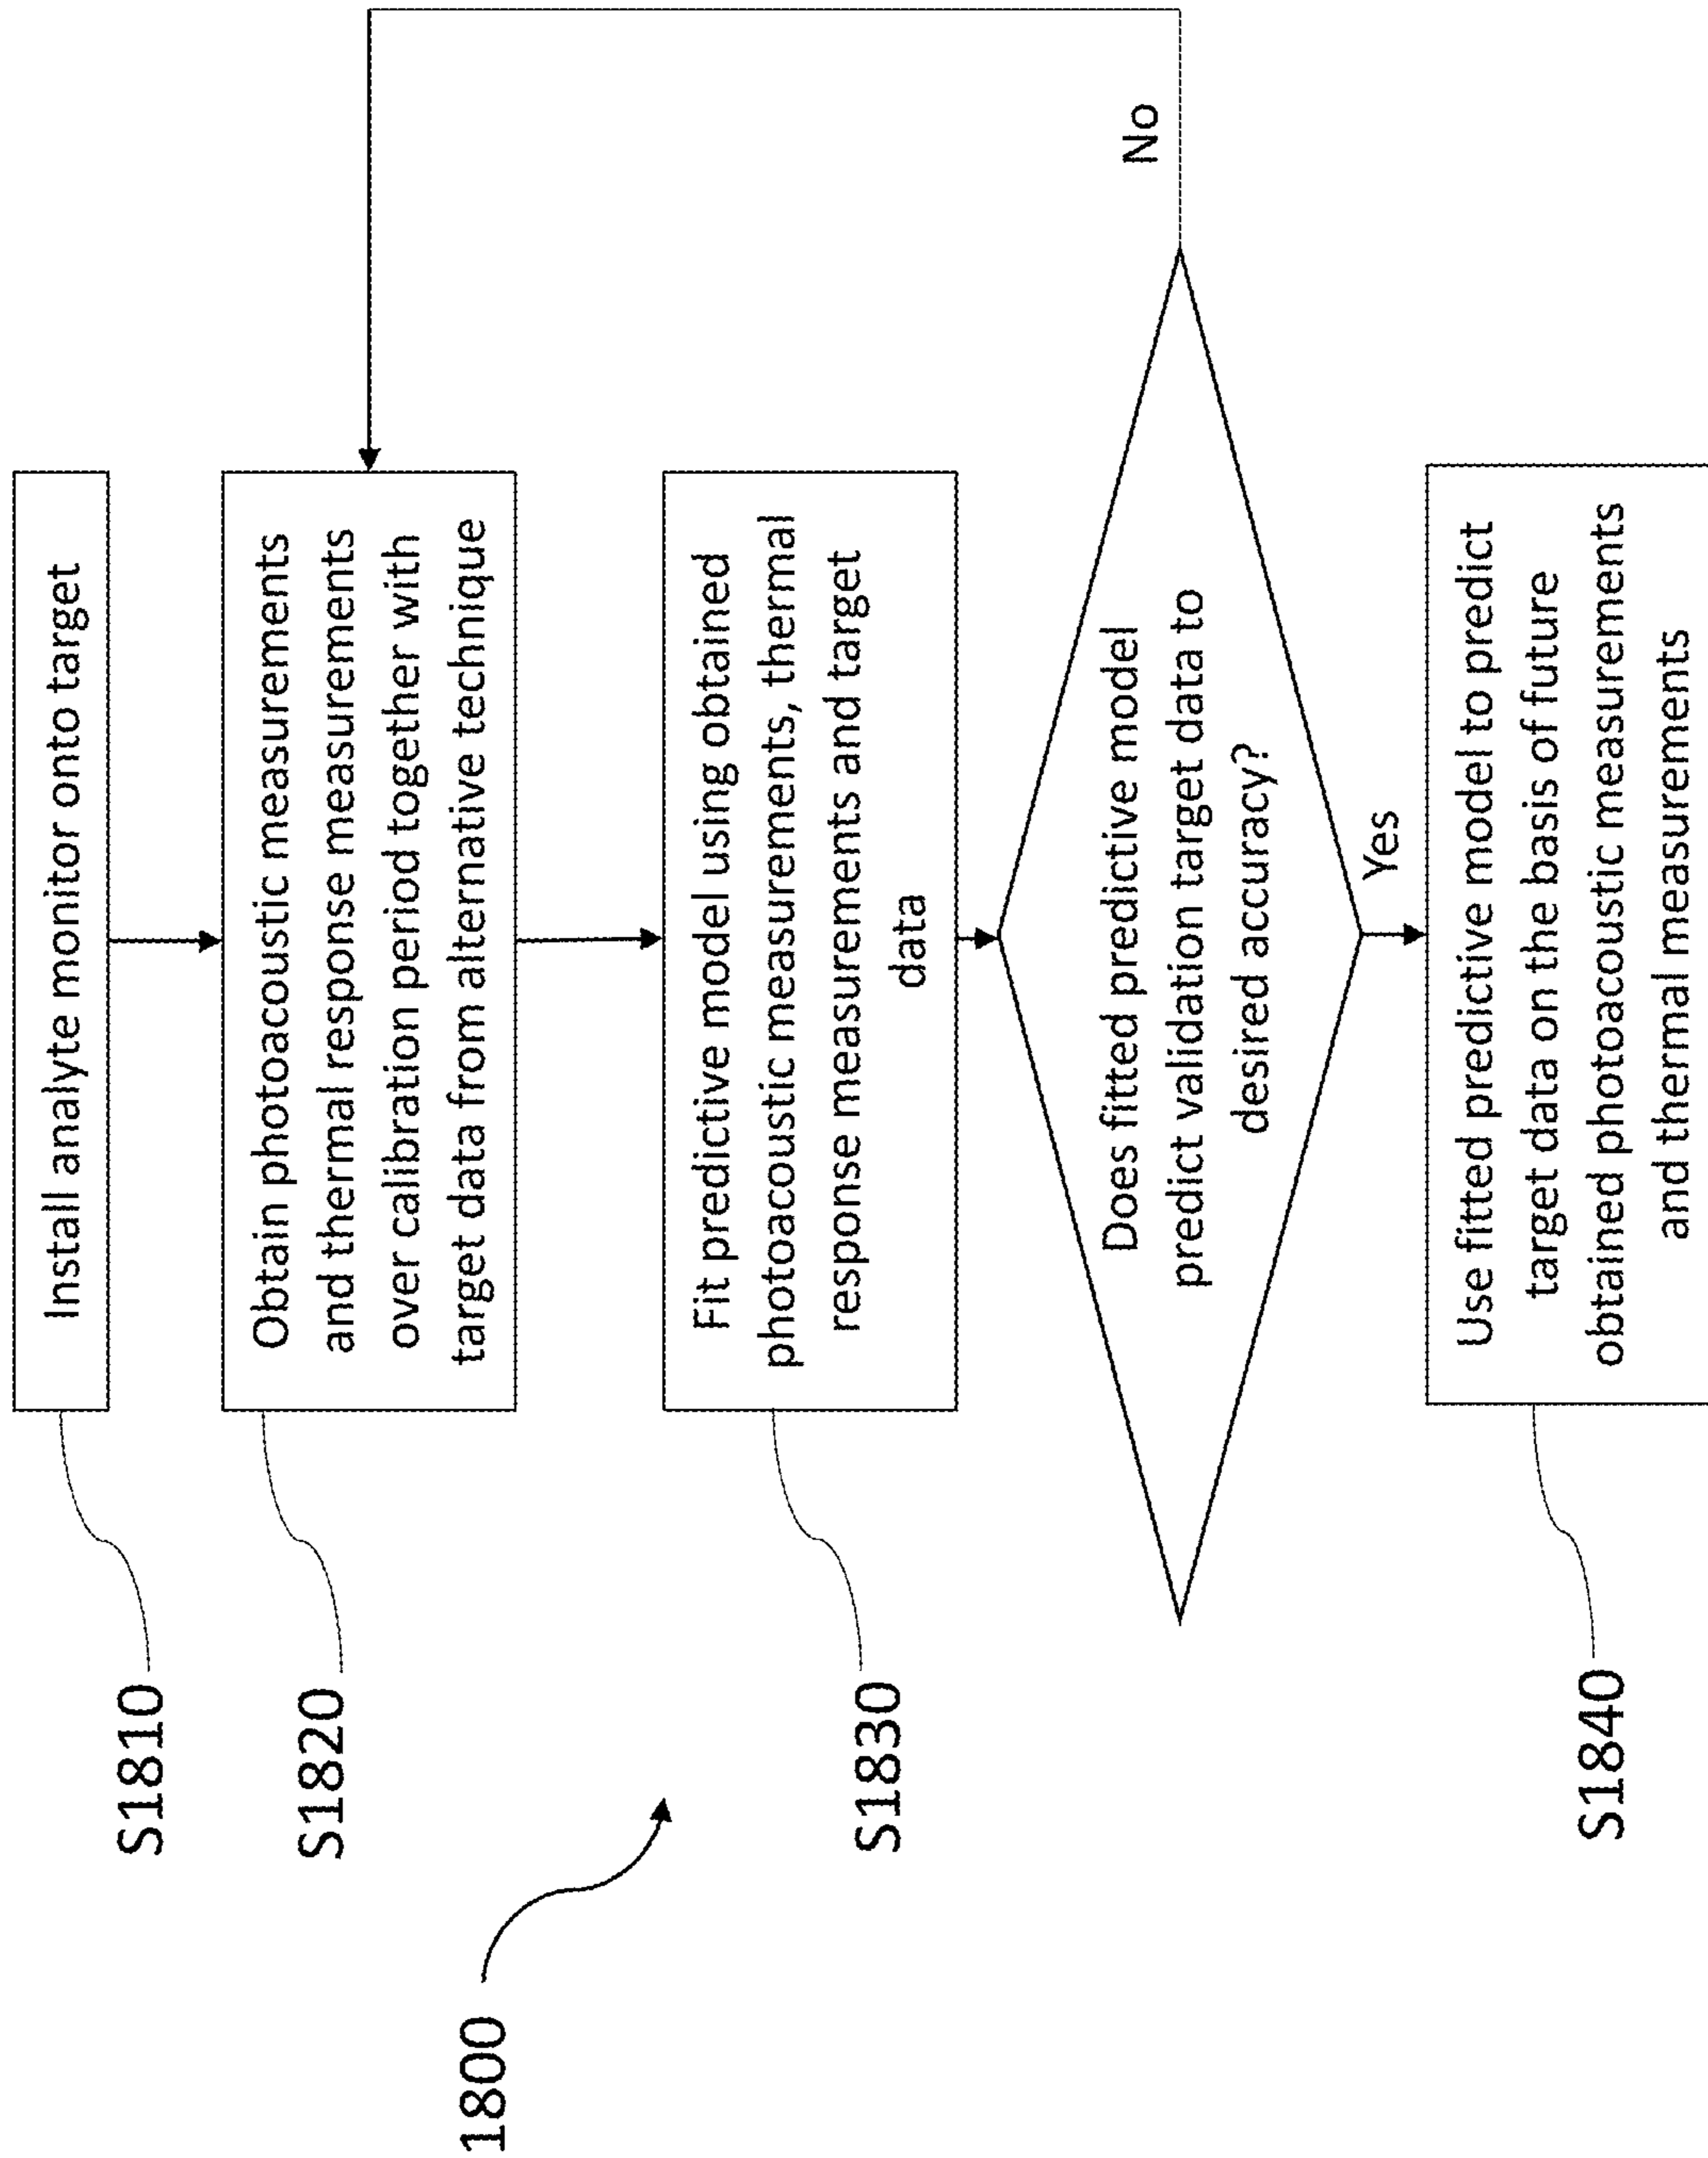 S1810
Install analyte monitor onto target
S1820
Obtain photoacoustic measurements
and thermal response measurements
over calibration period together with
target data from alternative technique
1800
S1830
Fit predictive model using obtained
photoacoustic measurements, thermal
response measurements and target
data
Does fitted predictive model
predict validation target data to
desired accuracy?
No
Yes
S1840
Use fitted predictive model to predict
target data on the basis of future
obtained photoacoustic measurements
and thermal measurements